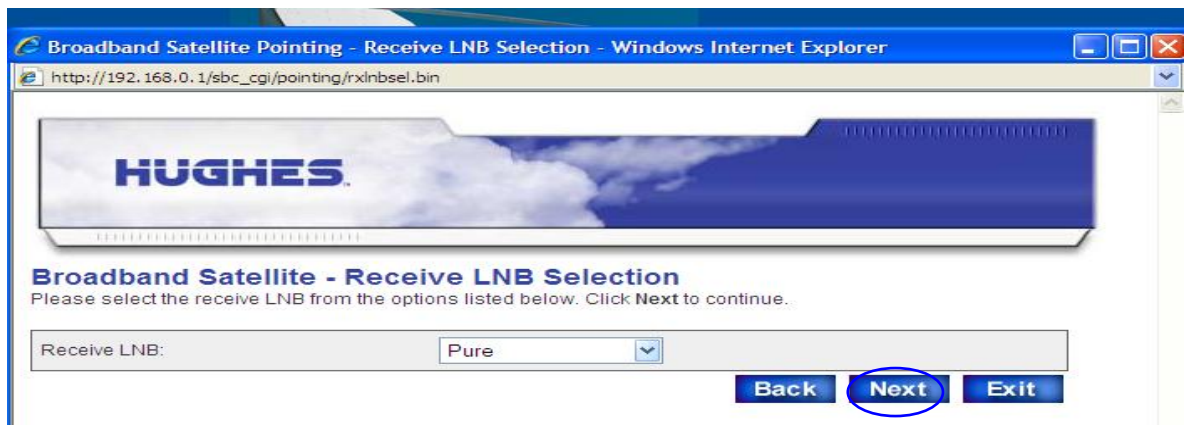 Broadband Satellite Pointing - Receive LNB Selection - Windows Internet Explorer
http://192.168.0.1/sbc_cgi/pointing/rxlnbsel.bin
HUGHES.
Broadband Satellite - Receive LNB Selection
Please select the receive LNB from the options listed below. Click Next to continue.
Receive LNB: Pure
Back Next Exit